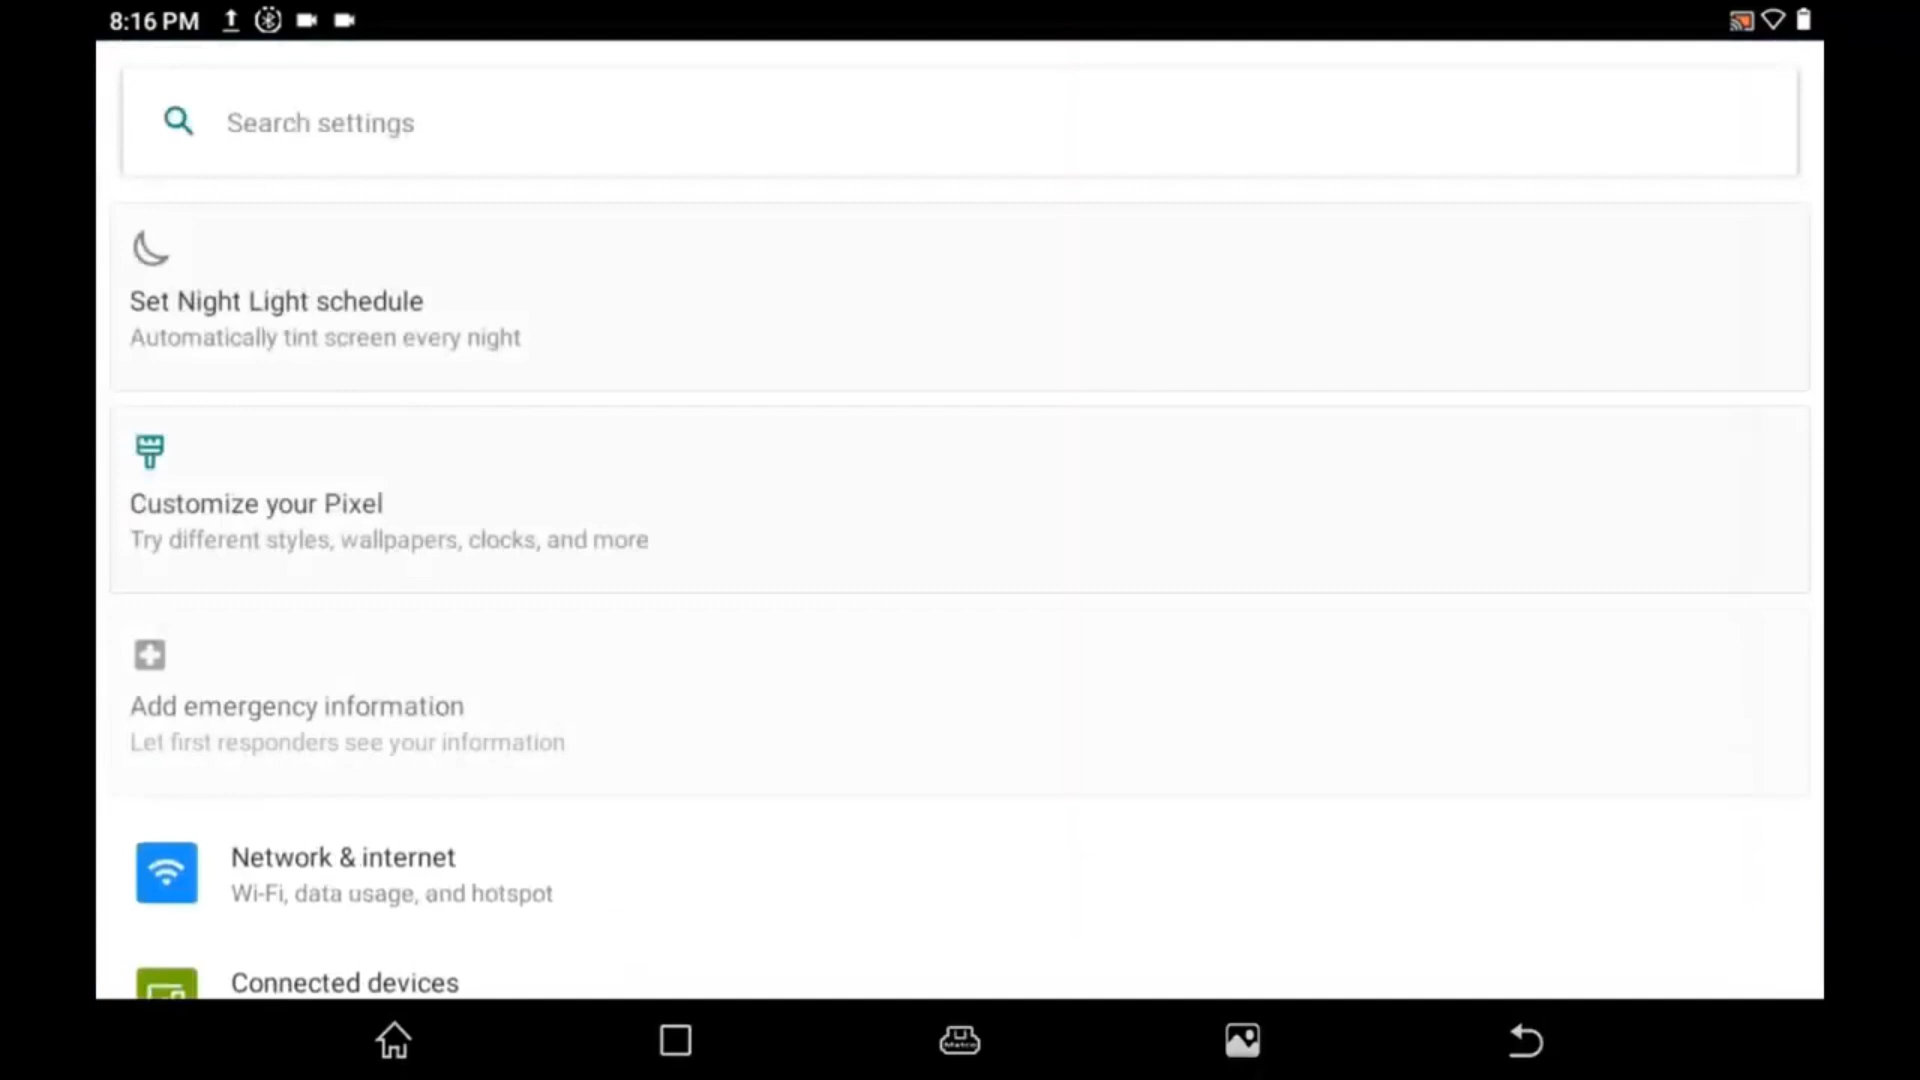 8:16 PM
Search settings
Set Night Light schedule
Automatically tint screen every night
Customize your Pixel
Try different styles, wallpapers, clocks, and more
Add emergency information
Let first responders see your information
Network & internet
Wi-Fi, data usage, and hotspot
Connected devices